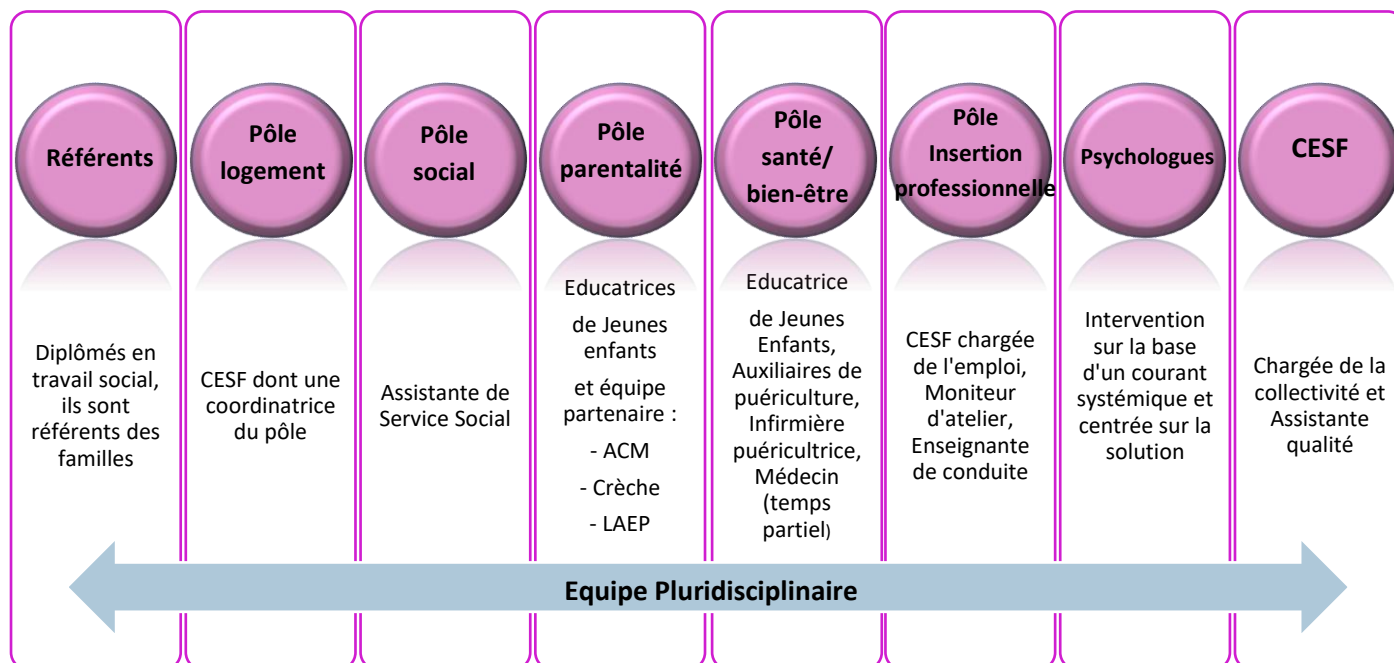 Référents
Diplômés en
travail social,
ils sont
référents des
familles
Pôle
logement
CESF dont une
coordinatrice
du pôle
Pôle
social
Assistante de
Service Social
Pôle
parentalité
Educatrices
de Jeunes
enfants
et équipe
partenaire :
- ACM
- Crèche
- LAEP
Pôle
santé/
bien-être
Educatrice
de Jeunes
Enfants,
Auxiliaires de
puériculture,
Infirmière
puéricultrice,
Médecin
(temps
partiel)
Pôle
Insertion
professionnelle
CESF chargée
de l'emploi,
Moniteur
d'atelier,
Enseignante
de conduite
Psychologues
Intervention
sur la base
d'un courant
systémique et
centrée sur la
solution
CESF
Chargée de la
collectivité et
Assistante
qualité
Equipe Pluridisciplinaire